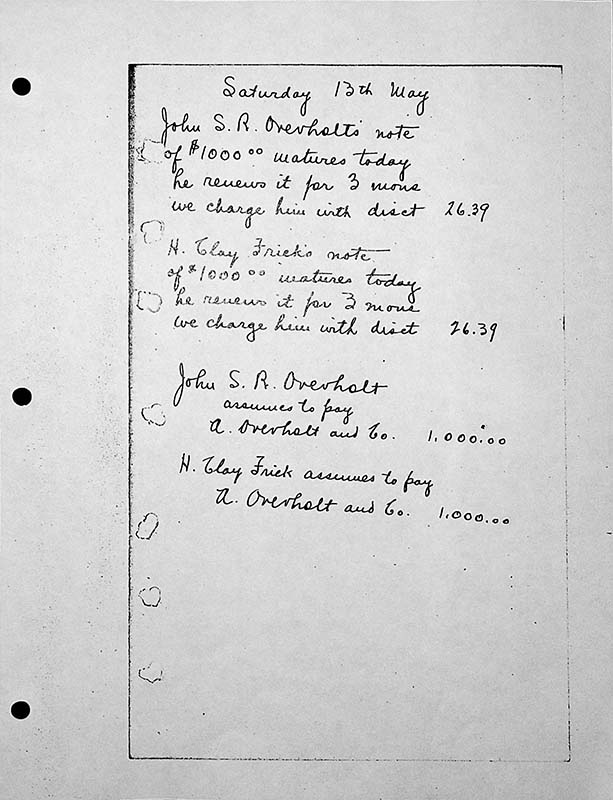 Saturday 13th May
John S. R. Overholt's note
of $1000 00 matures today
he renews it for 3 mons
we charge him with disct 26.39
H. Clay Frick's note
of $1000 00 matures today
he renews it for 3 mons
we charge him with disct 26.39
John S. R. Overholt
assumes to pay
A. Overholt and Co. 1,000.00
H. Clay Frick assumes to pay
A. Overholt and Co. 1,000.00